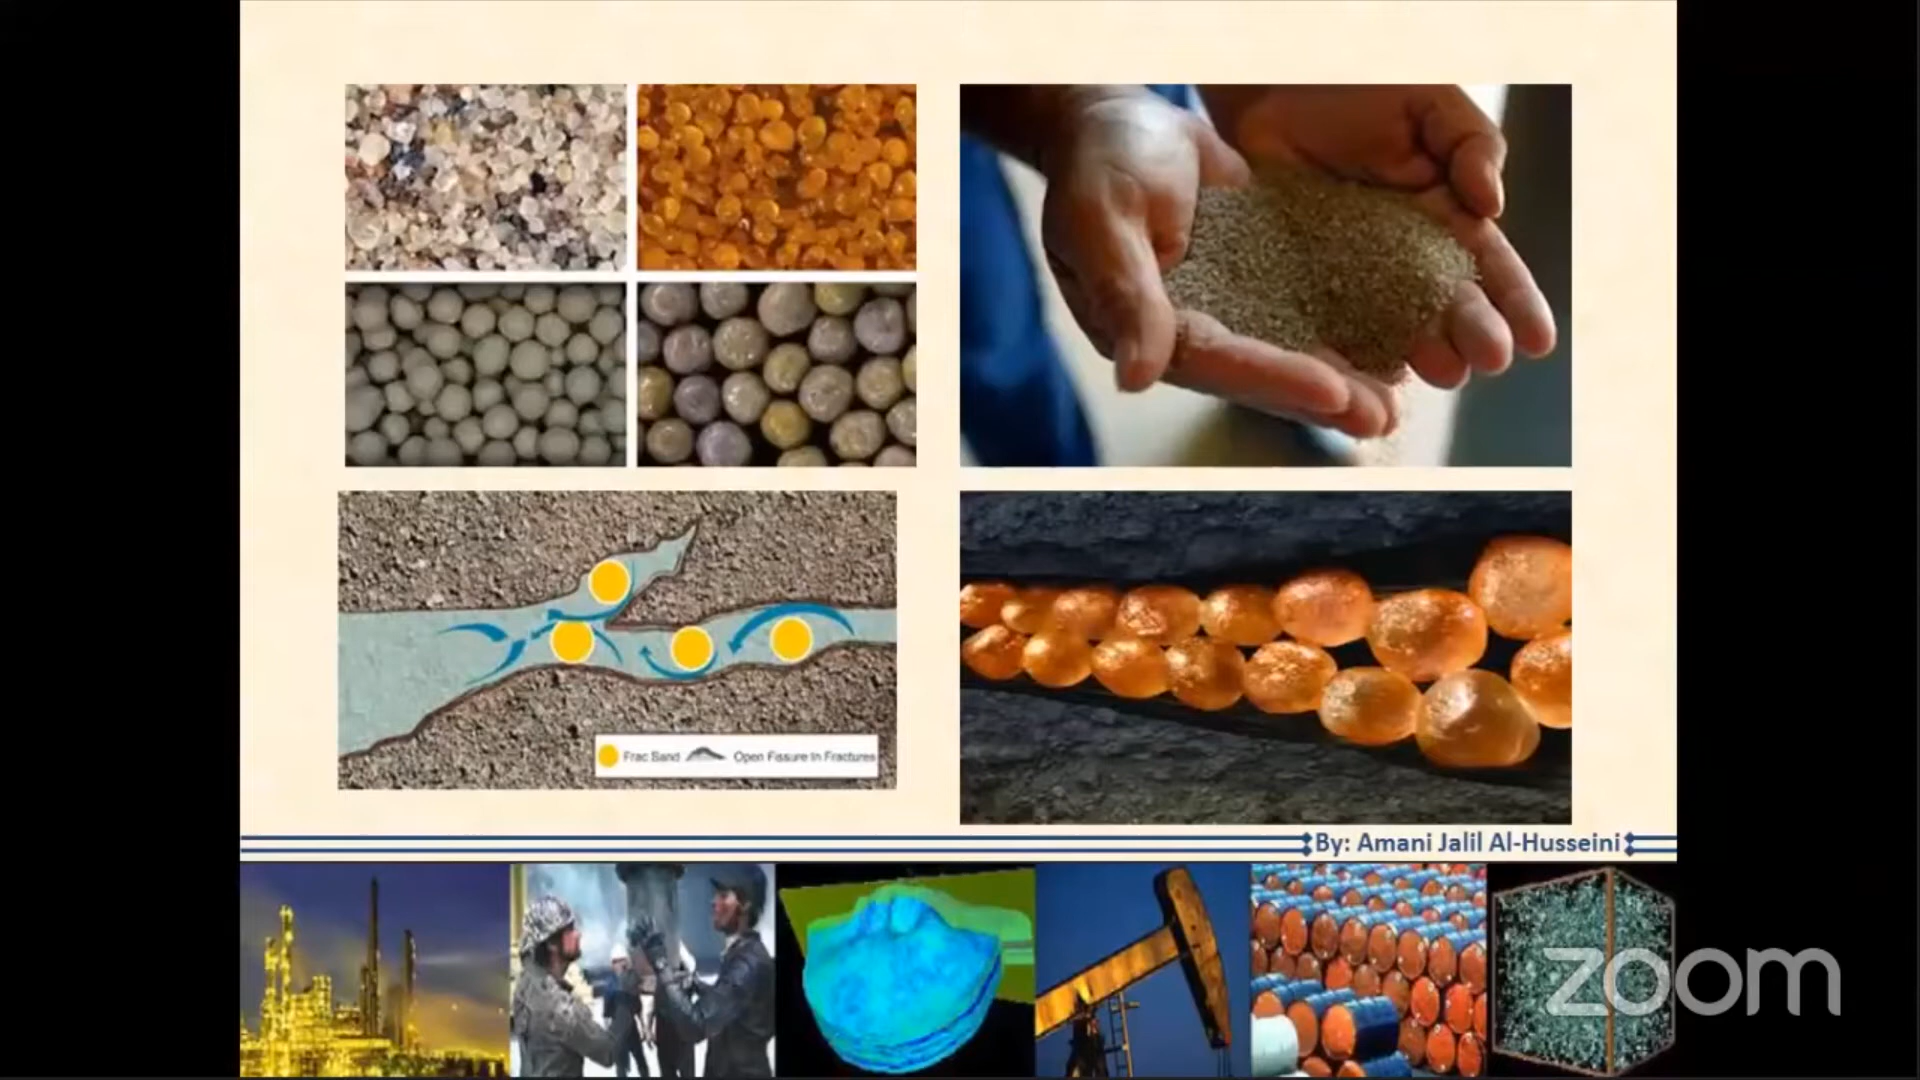 Frac Sand Open Fissure In Fractures
By: Amani Jalil Al-Husseini
zoom